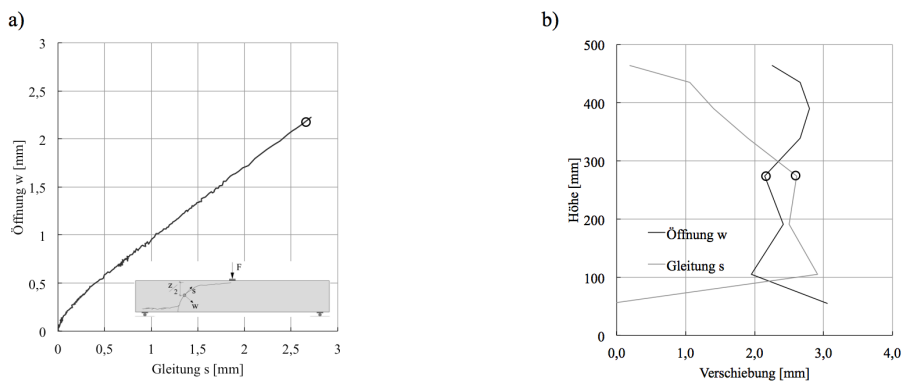 a)
3
2,5
2
1,5
1
0,5
0
Öffnung w [mm]
0
0,5
1
1,5
2
2,5
3
Gleitung s [mm]
F
z
2
s
w
b)
500
400
300
200
100
0
Höhe [mm]
Öffnung w
Gleitung s
0,0
1,0
2,0
3,0
4,0
Verschiebung [mm]